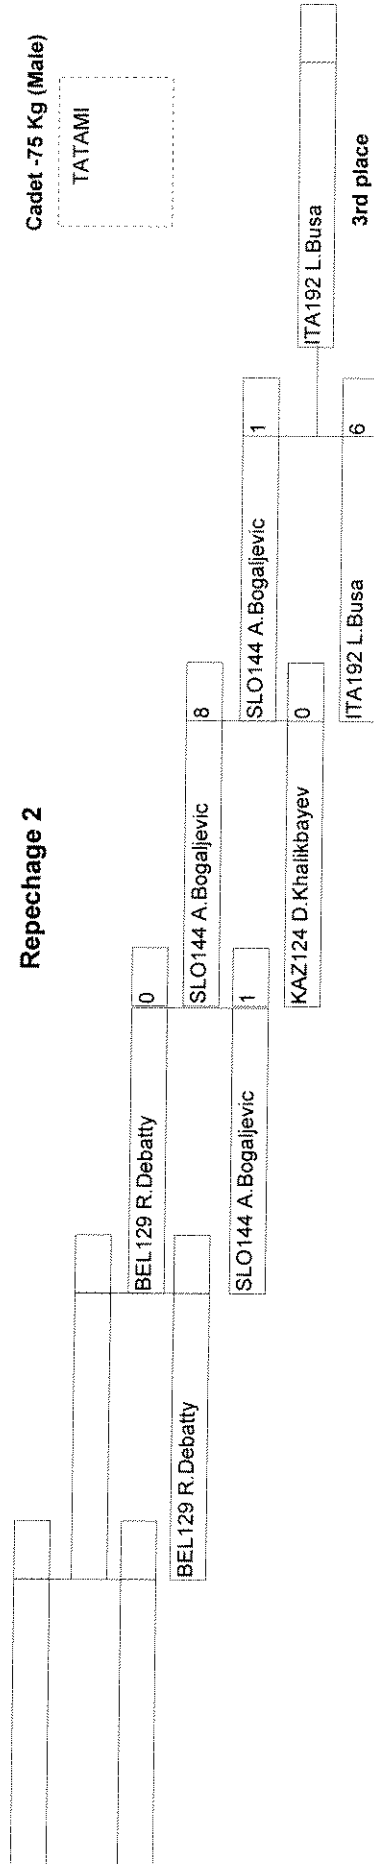 Repechage 2
Cadet -75 Kg (Male)
TATAMI
BEL129 R.Debatty
BEL129 R.Debatty 0
SLO144 A.Bogaljevic 1
SLO144 A.Bogaljevic 8
KAZ124 D.Khalikbayev 0
SLO144 A.Bogaljevic 1
ITA192 L.Busa 6
ITA192 L.Busa
3rd place